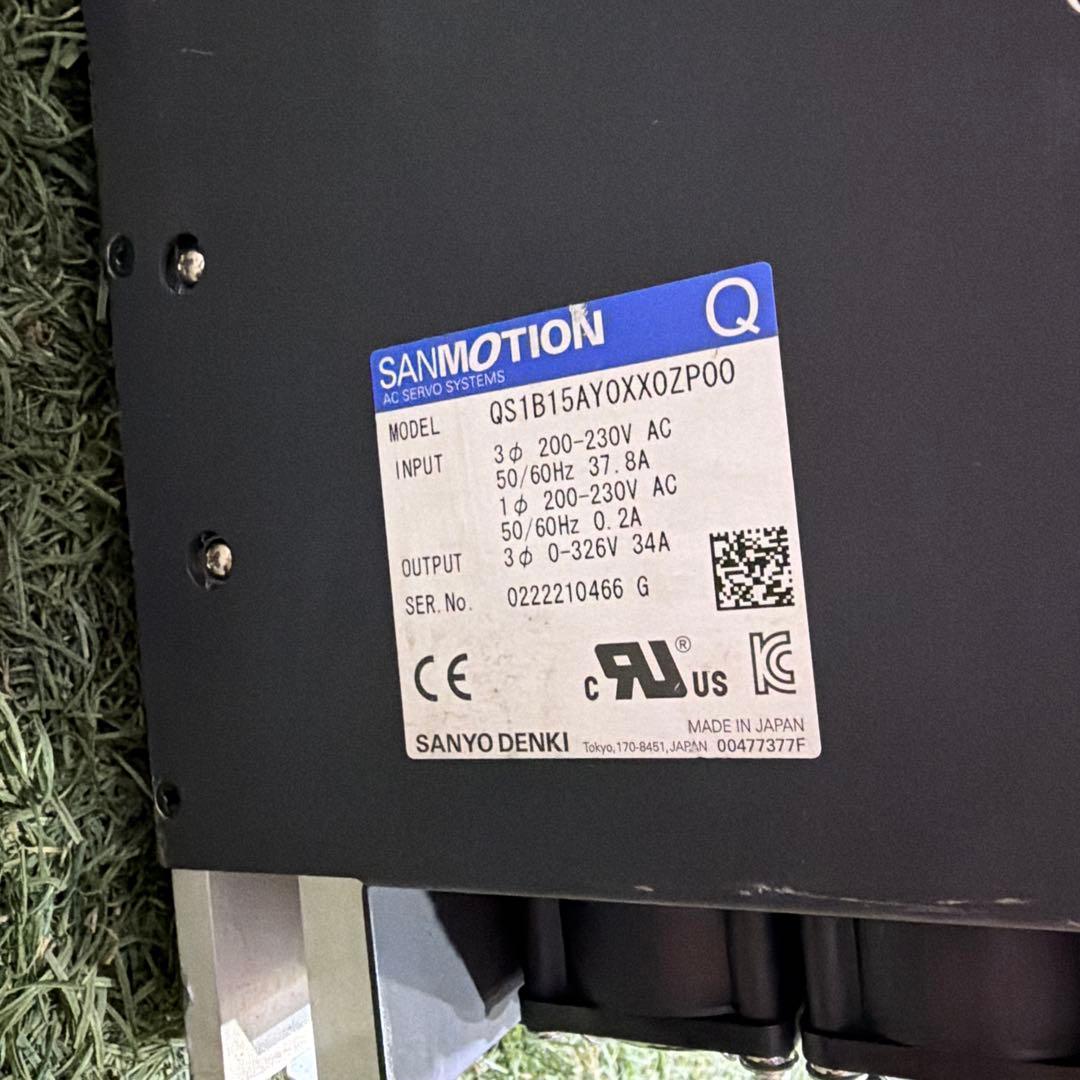 SANMOTION Q
AC SERVO SYSTEMS
MODEL QS1B15AY0XX0ZP00
INPUT 3ϕ 200-230V AC
50/60Hz 37.8A
1ϕ 200-230V AC
50/60Hz 0.2A
OUTPUT 3ϕ 0-326V 34A
SER.No. 0222210466 G
CE c RU ® US KC
MADE IN JAPAN
SANYO DENKI Tokyo, 170-8451, JAPAN 00477377F